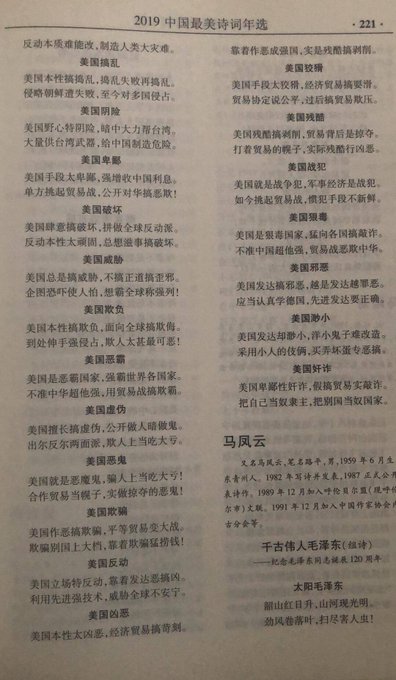 2019 中国最美诗词年选
· 221 ·
反动本质难能改，制造人类大灾难。
美国搞乱
美国本性搞捣乱，捣乱失败再捣乱。
侵略朝鲜遭失败，至今对多国侵占。
美国阴险
美国野心特阴险，暗中大力帮台湾。
大量供台湾武器，给中国制造危险。
美国卑鄙
美国手段太卑鄙，强增收中国利息。
单方挑起贸易战，公开对华搞恶欺!
美国破坏
美国肆意搞破坏，拼做全球反动派。
反动本性太顽固，总想滋事搞破坏。
美国威胁
美国总是搞威胁，不搞正道搞歪邪。
企图恐吓使人怕，想霸全球称强列!
美国欺负
美国本性搞欺负，面向全球搞欺侮。
到处伸手强侵占，欺人太甚最可恶!
美国恶霸
美国是恶霸国家，强霸世界各国家。
不准中华超他强，用贸易战搞欺霸。
美国虚伪
美国擅长搞虚伪，公开做人暗做鬼。
出尔反尔两面派，欺人上当吃大亏。
美国恶鬼
美国就是恶魔鬼，骗人上当吃大亏!
合作贸易当幌子，实做掠夺的恶鬼!
美国欺骗
美国作恶搞欺骗，平等贸易变大战。
欺骗别国上大档，靠着欺骗猛捞钱!
美国反动
美国立场特反动，靠着发达恶搞凶。
利用先进强技术，威胁全球不安宁。
美国凶恶
美国本性太凶恶，经济贸易搞苛刻。
靠着作恶成强国，实是残酷搞剥削。
美国狡猾
美国手段太狡猾，经济贸易搞要滑。
贸易协定说公平，过后搞贸易欺压。
美国残酷
美国残酷搞剥削，贸易背后是掠夺。
打着贸易的幌子，实际残酷行凶恶。
美国战犯
美国就是战争犯，军事经济是战犯。
如今挑起贸易战，惯犯手段不新鲜。
美国狠毒
美国是狠毒国家，猛向各国搞敲诈。
不准中国超他强，贸易战恶欺中华。
美国邪恶
美国发达搞邪恶，越是发达越罪恶。
应当认真学德国，先进发达要正确。
美国渺小
美国发达却渺小，洋小鬼子难改造。
采用小人的伎俩，买弄坏蛋专恶搞。
美国奸诈
美国卑鄙性奸诈，假搞贸易实敲诈。
把自己当奴隶主，把别国当奴国家。
马凤云
又名马凤云，笔名路平，男，1959 年 6 月生
东青州人。1982 年写诗并发表，1987 正式公开
表诗作。1989 年 12 月加入呼伦贝尔盟（现呼伦
尔市）文联。1991 年 12 月加入中国作家协会内
古分会等。
千古伟人毛泽东（组诗）
——纪念毛泽东同志诞辰 120 周年
太阳毛泽东
韶山红日升，山河现光明。
劲风卷落叶，扫尽害人虫!